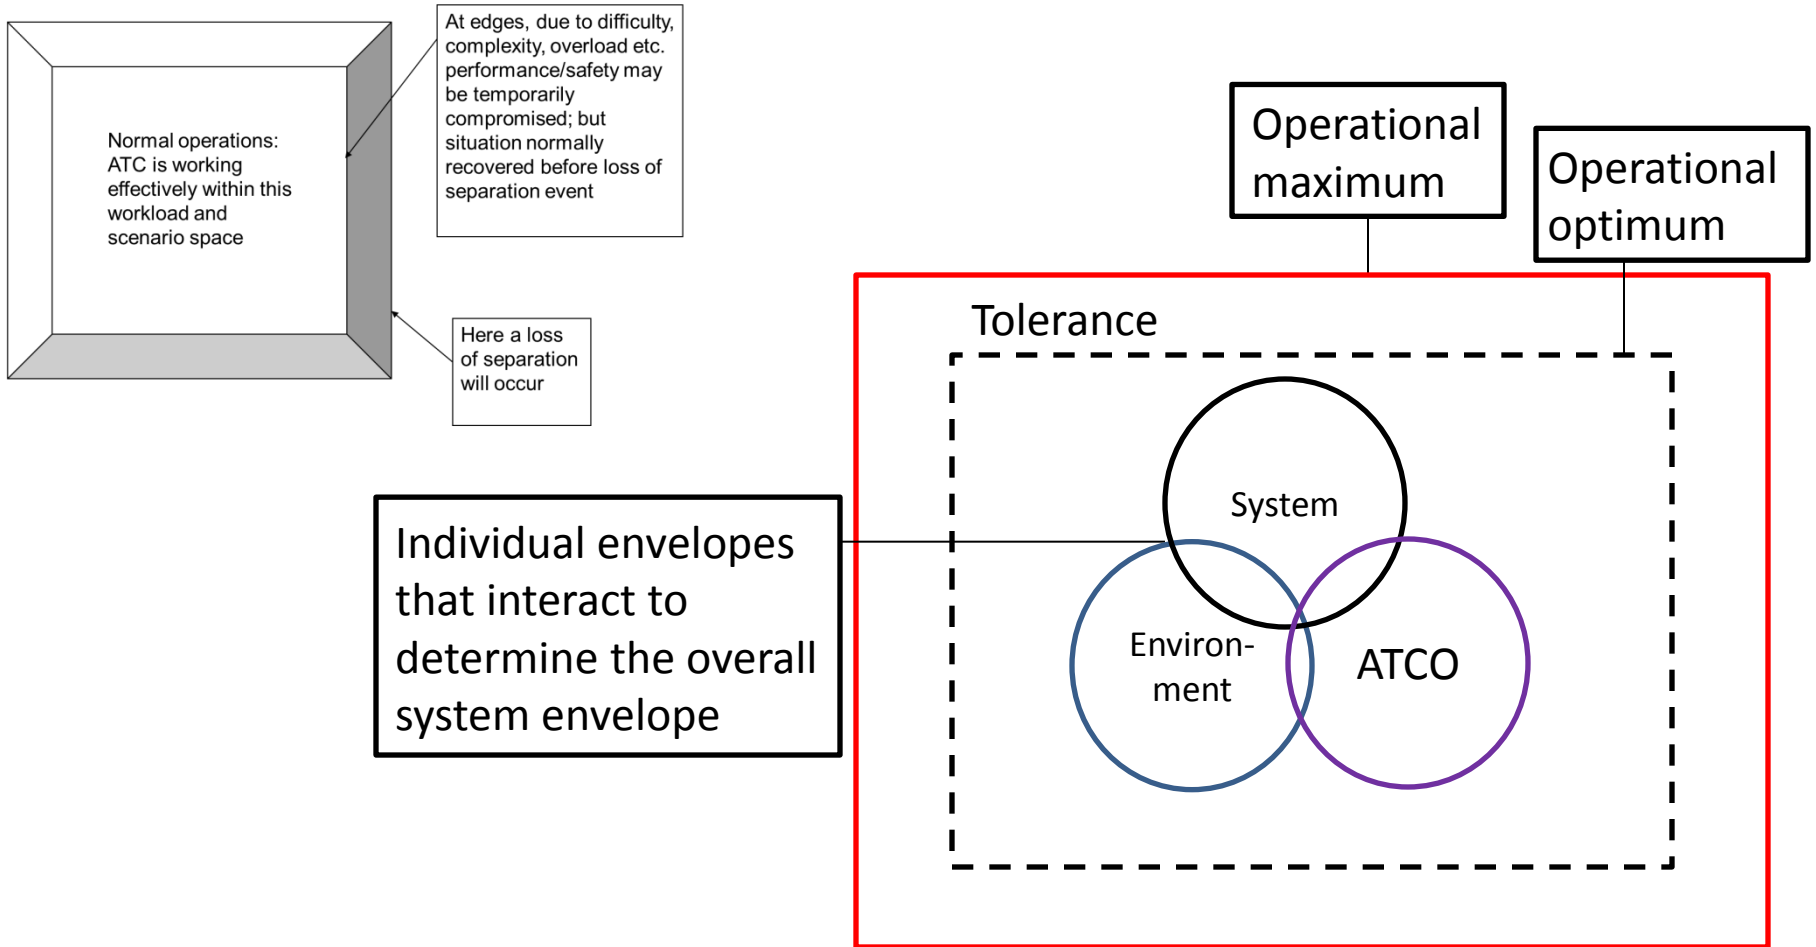 Normal operations:
ATC is working
effectively within this
workload and
scenario space
At edges, due to difficulty,
complexity, overload etc.
performance/safety may
be temporarily
compromised; but
situation normally
recovered before loss of
separation event
Here a loss
of separation
will occur
Operational
maximum
Operational
optimum
Tolerance
System
Environ-
ment
ATCO
Individual envelopes
that interact to
determine the overall
system envelope